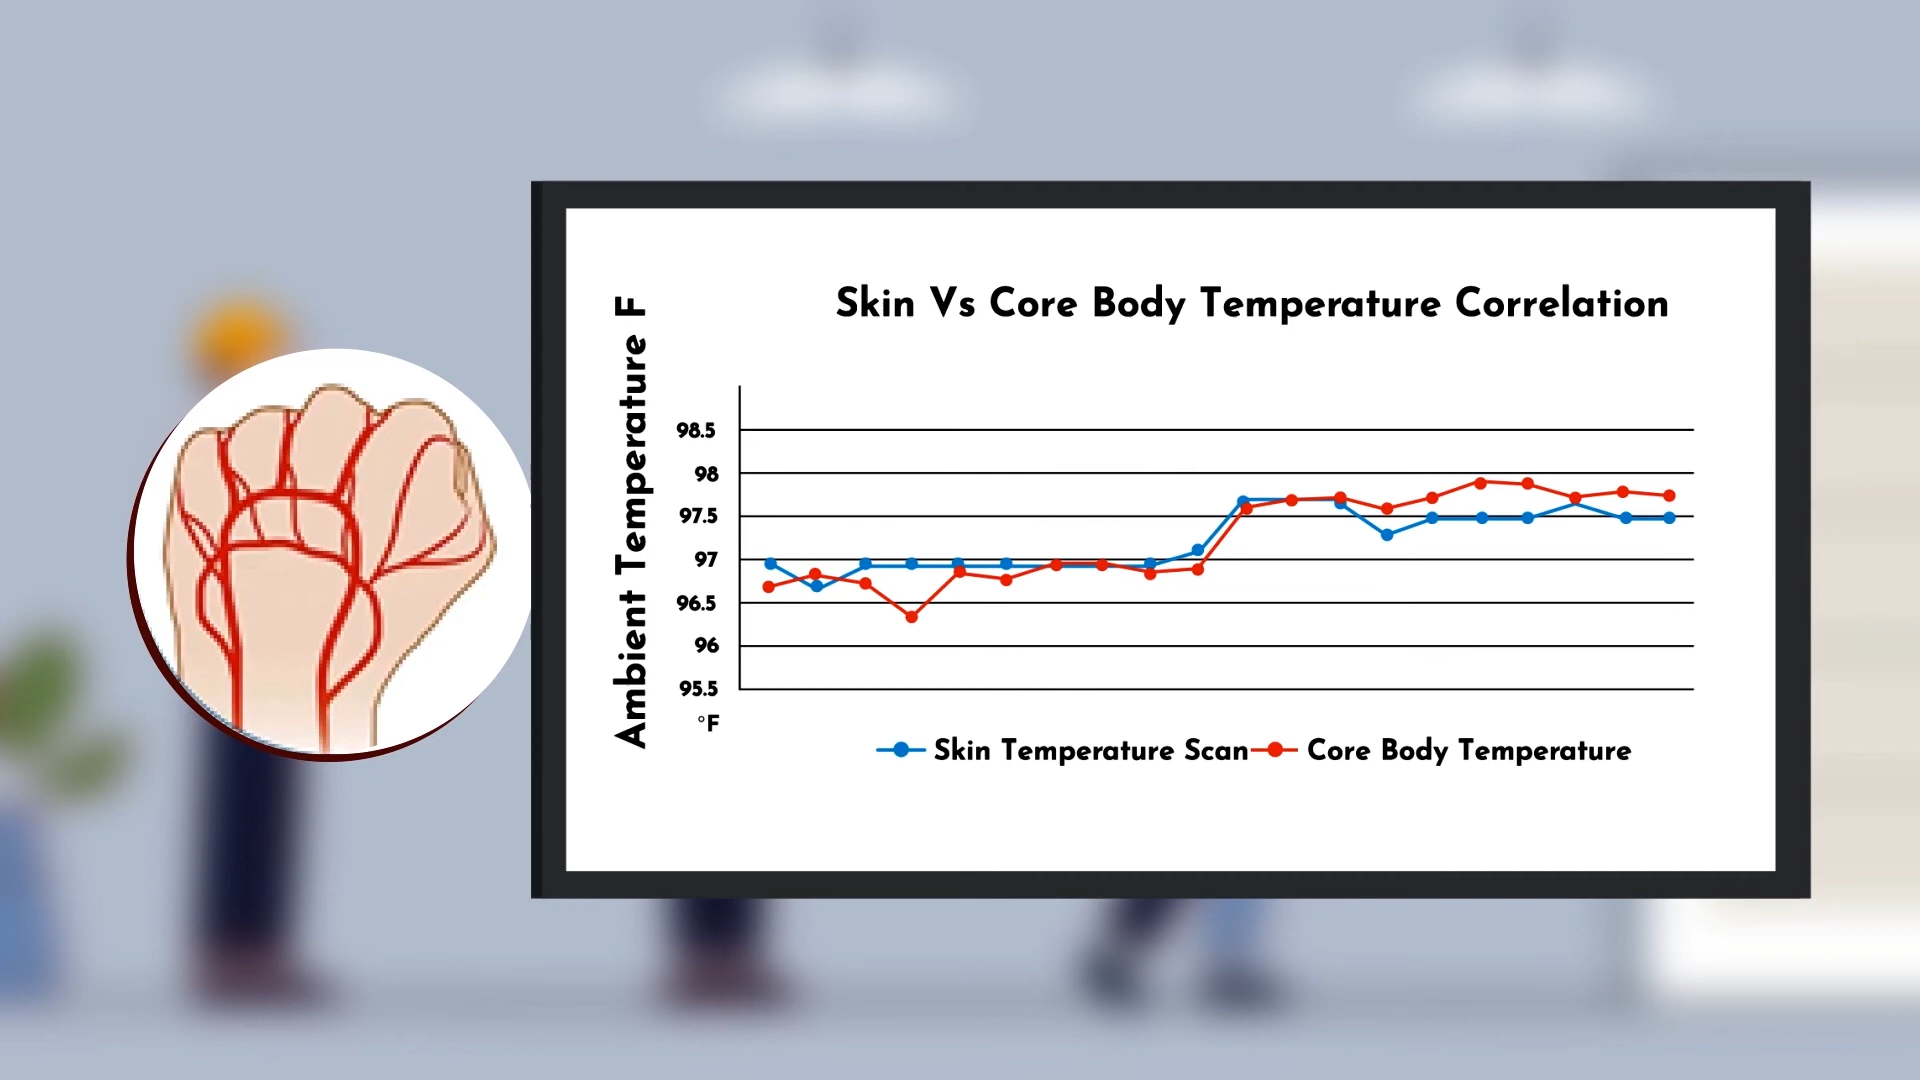 Skin Vs Core Body Temperature Correlation
Ambient Temperature F
98.5
98
97.5
97
96.5
96
95.5
°F
Skin Temperature Scan
Core Body Temperature